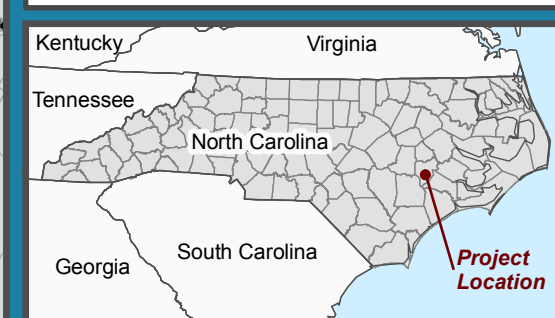 Kentucky
Virginia
Tennessee
North Carolina
South Carolina
Georgia
Project
Location